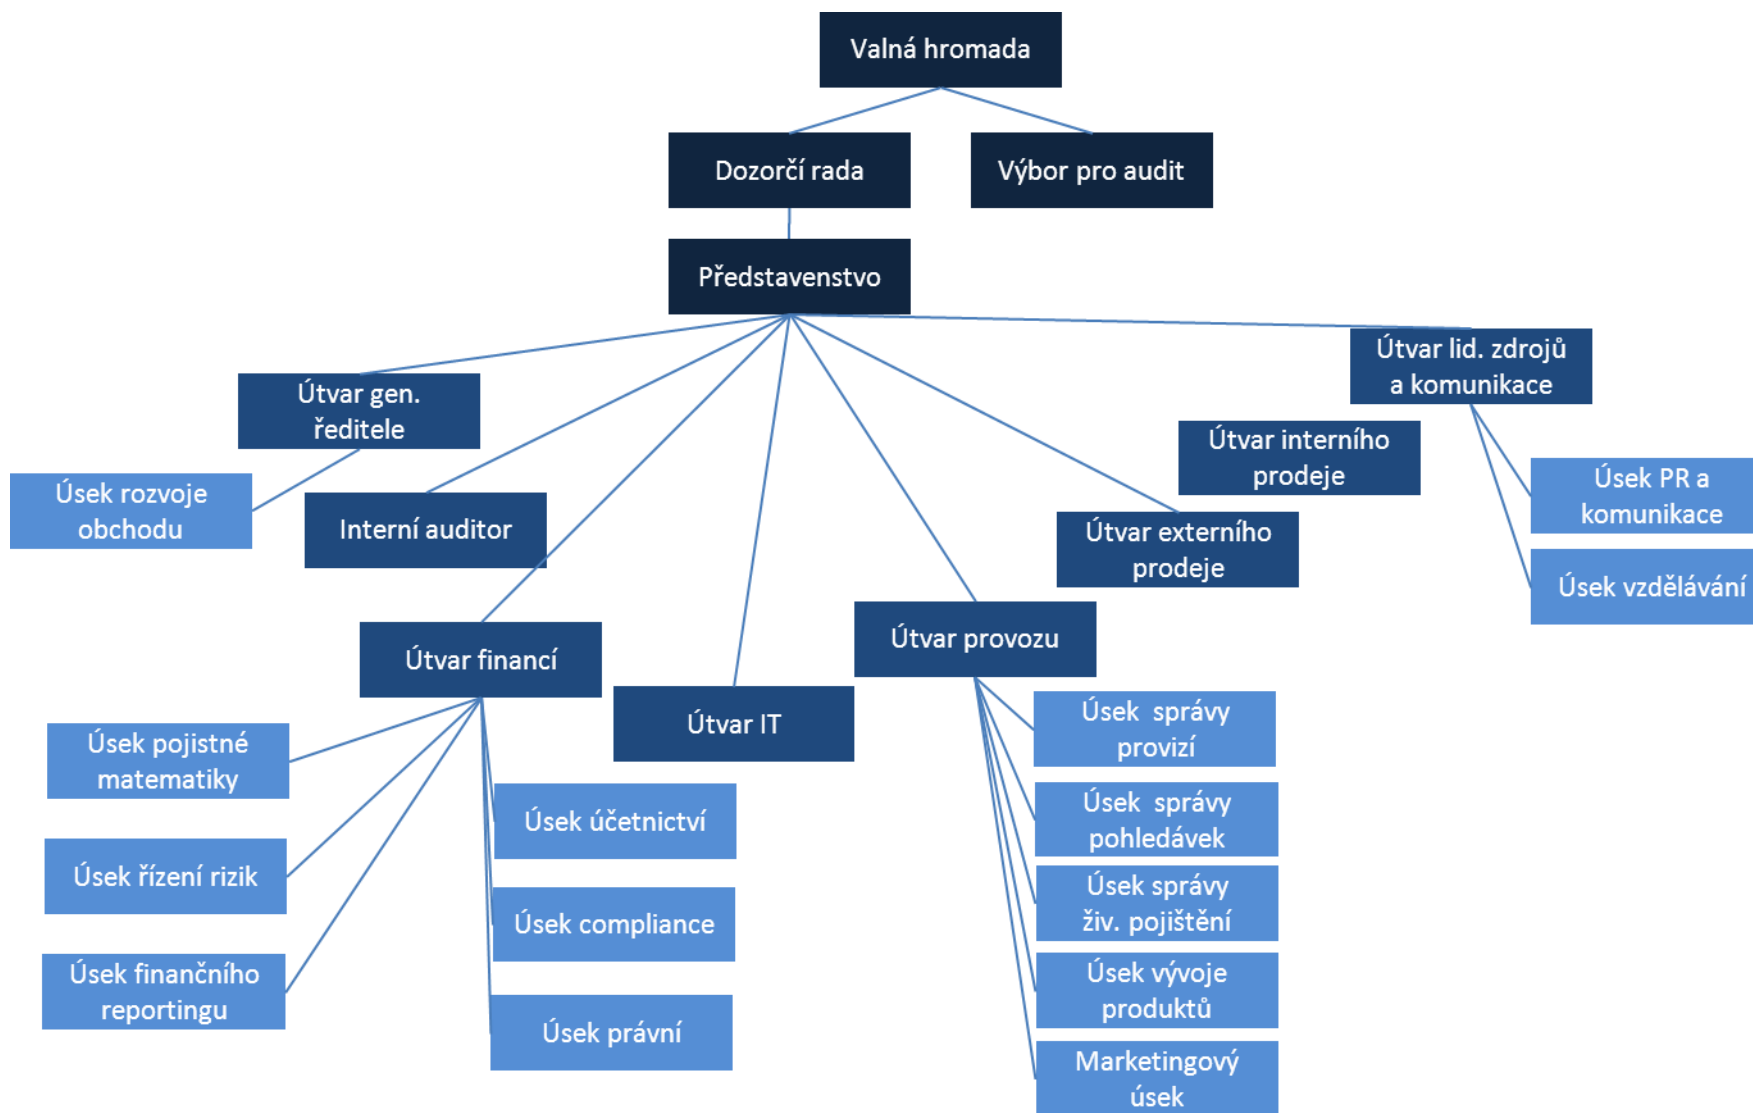 Valná hromada
Dozorčí rada
Výbor pro audit
Představenstvo
Útvar lid. zdrojů
a komunikace
Útvar gen.
ředitele
Útvar interního
prodeje
Úsek PR a
komunikace
Úsek rozvoje
obchodu
Interní auditor
Útvar externího
prodeje
Úsek vzdělávání
Útvar financí
Útvar provozu
Útvar IT
Úsek správy
provizí
Úsek pojistné
matematiky
Úsek účetnictví
Úsek správy
pohledávek
Úsek řízení rizik
Úsek compliance
Úsek správy
živ. pojištění
Úsek finančního
reportingu
Úsek právní
Úsek vývoje
produktů
Marketingový
úsek